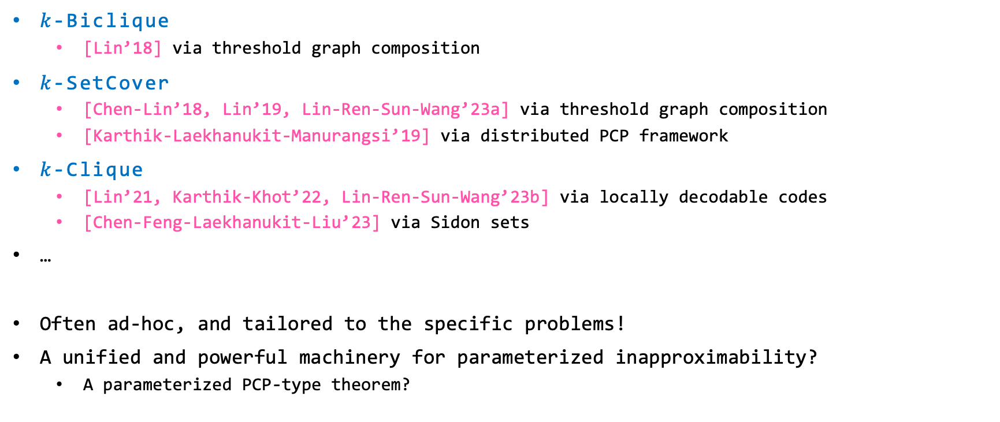 • k-Biclique
• [Lin’18] via threshold graph composition
• k-SetCover
• [Chen-Lin’18, Lin’19, Lin-Ren-Sun-Wang’23a] via threshold graph composition
• [Karthik-Laekhanukit-Manurangsi’19] via distributed PCP framework
• k-Clique
• [Lin’21, Karthik-Khot’22, Lin-Ren-Sun-Wang’23b] via locally decodable codes
• [Chen-Feng-Laekhanukit-Liu’23] via Sidon sets
• …
• Often ad-hoc, and tailored to the specific problems!
• A unified and powerful machinery for parameterized inapproximability?
• A parameterized PCP-type theorem?